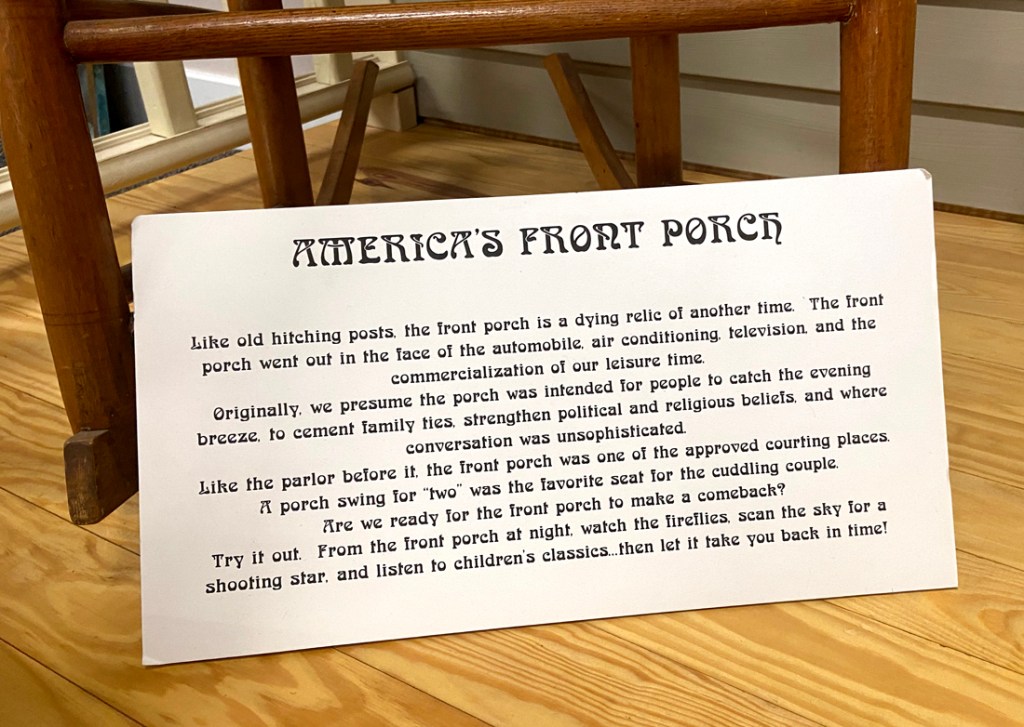 AMERICA'S FRONT PORCH
Like old hitching posts, the front porch is a dying relic of another time. The front
porch went out in the face of the automobile, air conditioning, television, and the
commercialization of our leisure time.
Originally, we presume the porch was intended for people to catch the evening
breeze, to cement family ties, strengthen political and religious beliefs, and where
conversation was unsophisticated.
Like the parlor before it, the front porch was one of the approved courting places.
A porch swing for "two" was the favorite seat for the cuddling couple.
Are we ready for the front porch to make a comeback?
Try it out. From the front porch at night, watch the fireflies, scan the sky for a
shooting star, and listen to children's classics...then let it take you back in time!